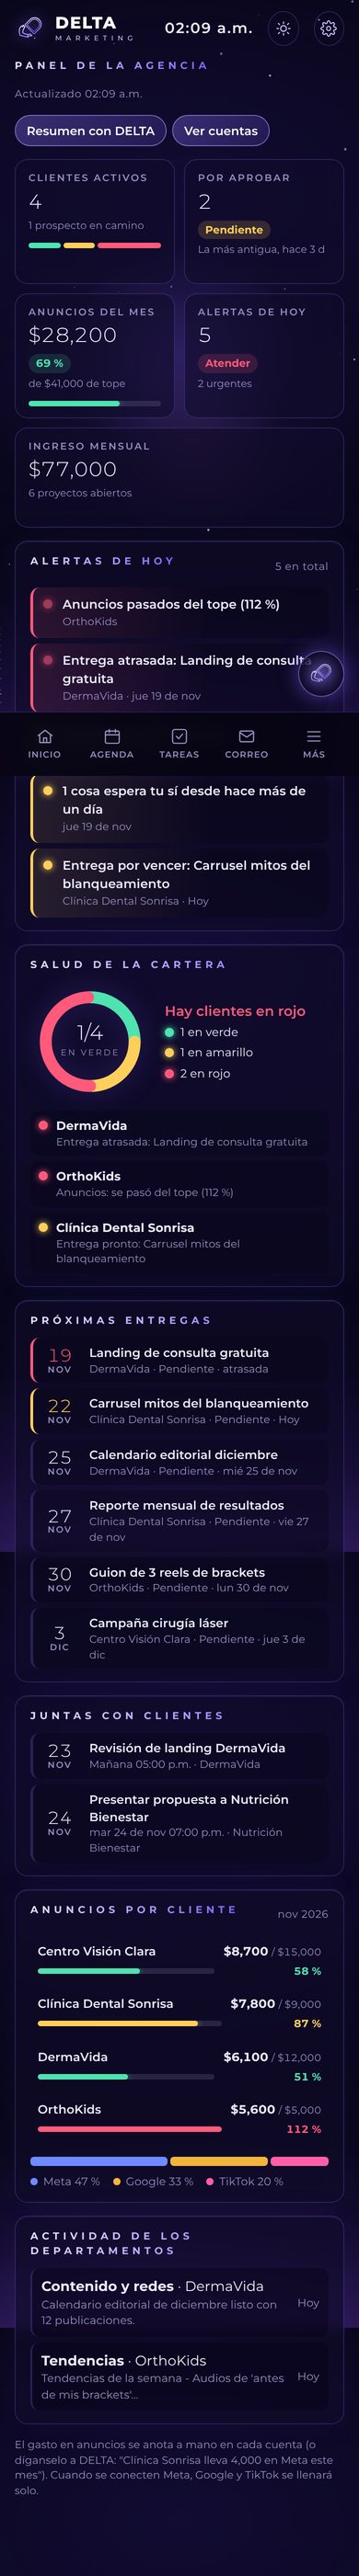 DELTA
MARKETING
02:09 a.m.
PANEL DE LA AGENCIA
Actualizado 02:09 a.m.
Resumen con DELTA
Ver cuentas
CLIENTES ACTIVOS
4
1 prospecto en camino
POR APROBAR
2
Pendiente
La más antigua, hace 3 d
ANUNCIOS DEL MES
$28,200
69 %
de $41,000 de tope
ALERTAS DE HOY
5
Atender
2 urgentes
INGRESO MENSUAL
$77,000
6 proyectos abiertos
ALERTAS DE HOY
5 en total
Anuncios pasados del tope (112 %)
OrthoKids
Entrega atrasada: Landing de consulta
gratuita
DermaVida · jue 19 de nov
INICIO
AGENDA
TAREAS
CORREO
MÁS
1 cosa espera tu sí desde hace más de
un día
jue 19 de nov
Entrega por vencer: Carrusel mitos del
blanqueamiento
Clínica Dental Sonrisa · Hoy
SALUD DE LA CARTERA
1/4
EN VERDE
Hay clientes en rojo
1 en verde
1 en amarillo
2 en rojo
DermaVida
Entrega atrasada: Landing de consulta gratuita
OrthoKids
Anuncios: se pasó del tope (112 %)
Clínica Dental Sonrisa
Entrega pronto: Carrusel mitos del
blanqueamiento
PRÓXIMAS ENTREGAS
19
NOV
Landing de consulta gratuita
DermaVida · Pendiente · atrasada
22
NOV
Carrusel mitos del blanqueamiento
Clínica Dental Sonrisa · Pendiente · Hoy
25
NOV
Calendario editorial diciembre
DermaVida · Pendiente · mié 25 de nov
27
NOV
Reporte mensual de resultados
Clínica Dental Sonrisa · Pendiente · vie 27
de nov
30
NOV
Guion de 3 reels de brackets
OrthoKids · Pendiente · lun 30 de nov
3
DIC
Campaña cirugía láser
Centro Visión Clara · Pendiente · jue 3 de
dic
JUNTAS CON CLIENTES
23
NOV
Revisión de landing DermaVida
Mañana 05:00 p.m. · DermaVida
24
NOV
Presentar propuesta a Nutrición
Bienestar
mar 24 de nov 07:00 p.m. · Nutrición
Bienestar
ANUNCIOS POR CLIENTE
nov 2026
Centro Visión Clara
$8,700 / $15,000
58 %
Clínica Dental Sonrisa
$7,800 / $9,000
87 %
DermaVida
$6,100 / $12,000
51 %
OrthoKids
$5,600 / $5,000
112 %
Meta 47 %
Google 33 %
TikTok 20 %
ACTIVIDAD DE LOS
DEPARTAMENTOS
Contenido y redes · DermaVida
Calendario editorial de diciembre listo con
12 publicaciones.
Hoy
Tendencias · OrthoKids
Tendencias de la semana - Audios de 'antes
de mis brackets'...
Hoy
El gasto en anuncios se anota a mano en cada cuenta (o
díganselo a DELTA: "Clínica Sonrisa lleva 4,000 en Meta este
mes"). Cuando se conecten Meta, Google y TikTok se llenará
solo.